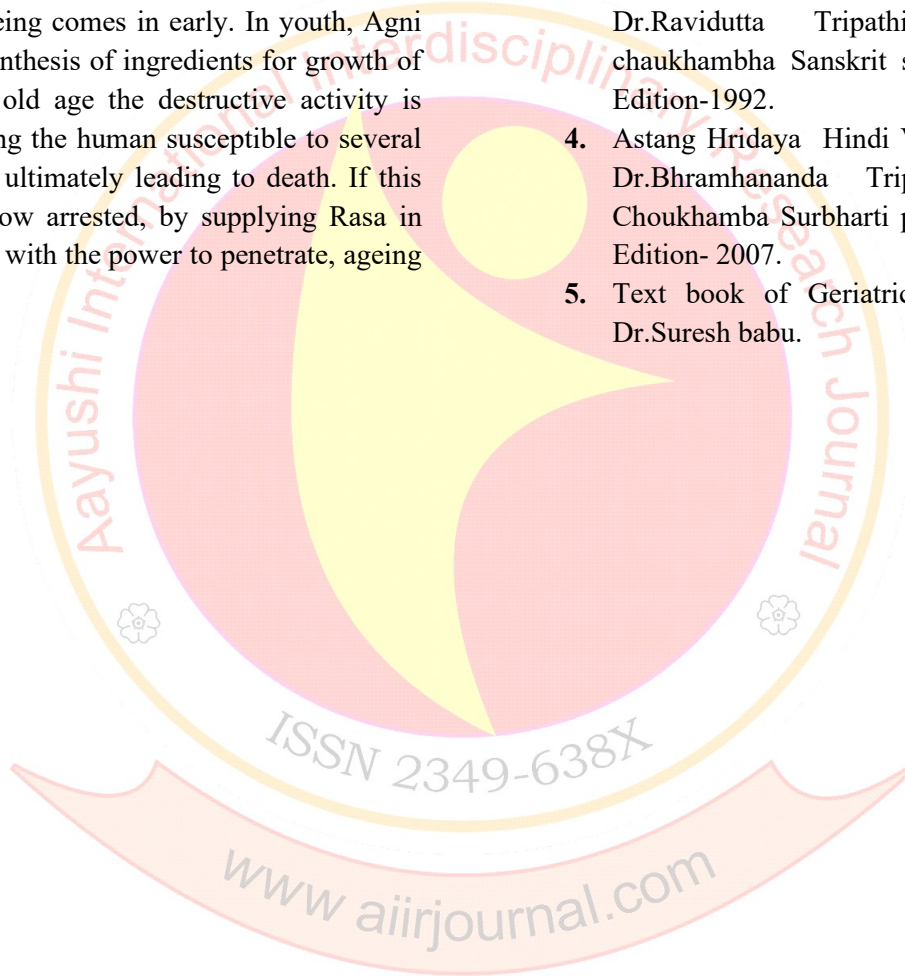 eing comes in early. In youth, Agni
nthesis of ingredients for growth of
old age the destructive activity is
ng the human susceptible to several
ultimately leading to death. If this
ow arrested, by supplying Rasa in
with the power to penetrate, ageing
Dr.Ravidutta Tripathi
chaukhambha Sanskrit s
Edition-1992.
4. Astang Hridaya Hindi V
Dr.Bhramhananda Trip
Choukhamba Surbharti p
Edition- 2007.
5. Text book of Geriatric
Dr.Suresh babu.
Aayushi International Interdisciplinary Research Journal
ISSN 2349-638X
www aiirjournal.com